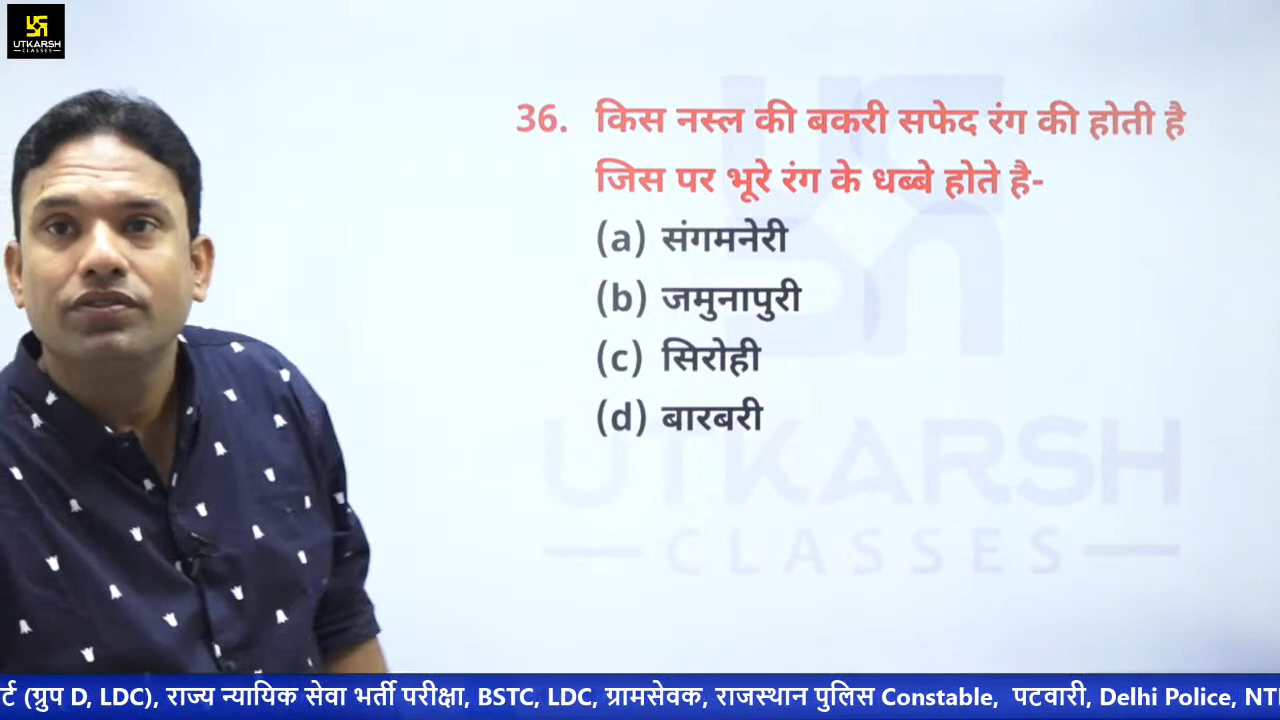 UTKARSH
CLASSES
36. किस नस्ल की बकरी सफेद रंग की होती है
जिस पर भूरे रंग के धब्बे होते है-
(a) संगमनेरी
(b) जमुनापुरी
(c) सिरोही
(d) बारबरी
UTKARSH
CLASSES
र्ट (ग्रुप D, LDC), राज्य न्यायिक सेवा भर्ती परीक्षा, BSTC, LDC, ग्रामसेवक, राजस्थान पुलिस Constable, पटवारी, Delhi Police, NT